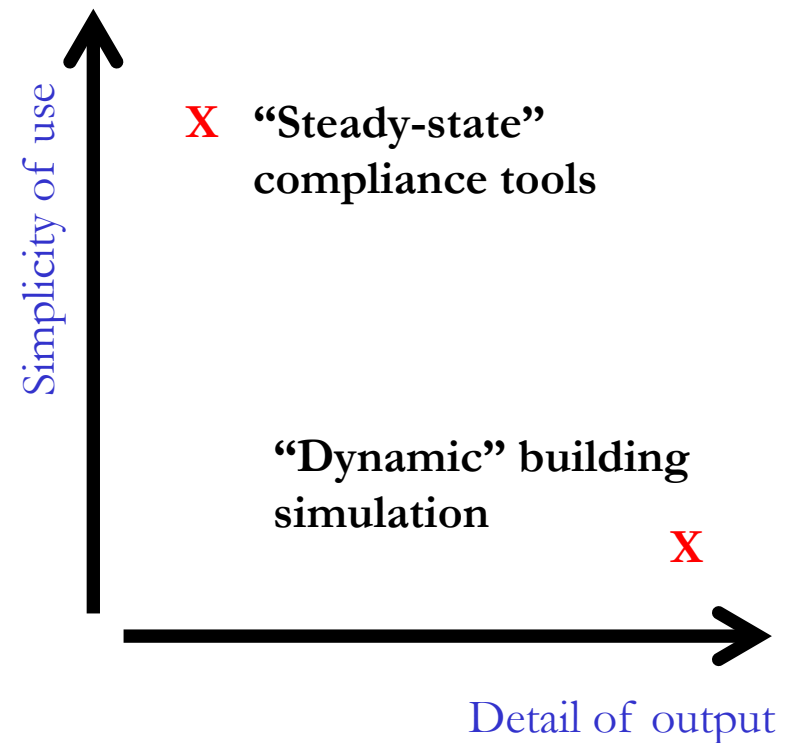 Simplicity of use
X “Steady-state”
compliance tools
“Dynamic” building
simulation
X
Detail of output